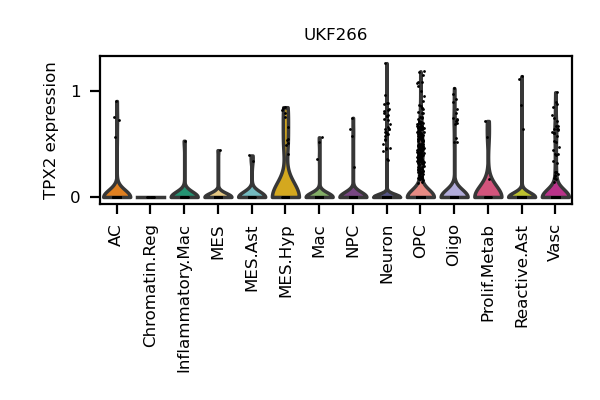 UKF266
TPX2 expression
1
0
AC
Chromatin.Reg
Inflammatory.Mac
MES
MES.Ast
MES.Hyp
Mac
NPC
Neuron
OPC
Oligo
Prolif.Metab
Reactive.Ast
Vasc